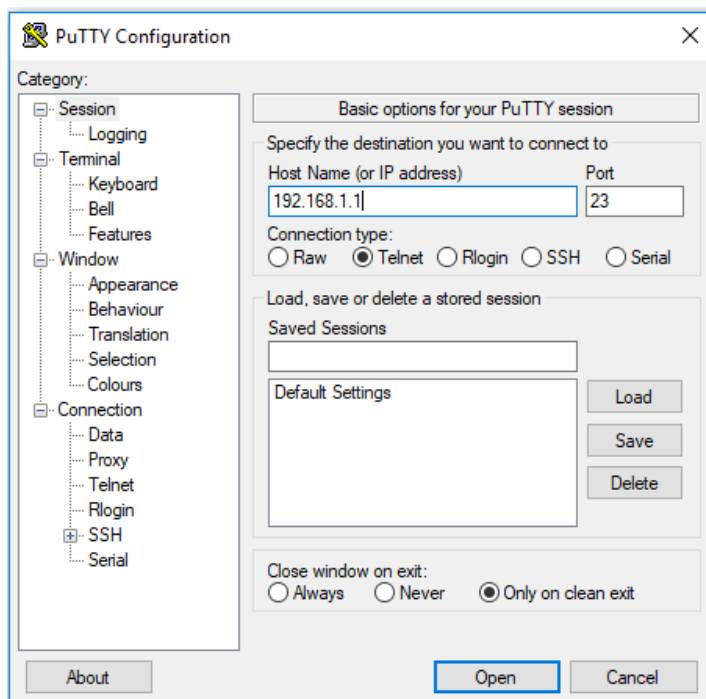 PuTTY Configuration
Category:
Session
Logging
Terminal
Keyboard
Bell
Features
Window
Appearance
Behaviour
Translation
Selection
Colours
Connection
Data
Proxy
Telnet
Rlogin
SSH
Serial
Basic options for your PuTTY session
Specify the destination you want to connect to
Host Name (or IP address) Port
192.168.1.1 23
Connection type:
Raw Telnet Rlogin SSH Serial
Load, save or delete a stored session
Saved Sessions
Default Settings
Load
Save
Delete
Close window on exit:
Always Never Only on clean exit
About Open Cancel